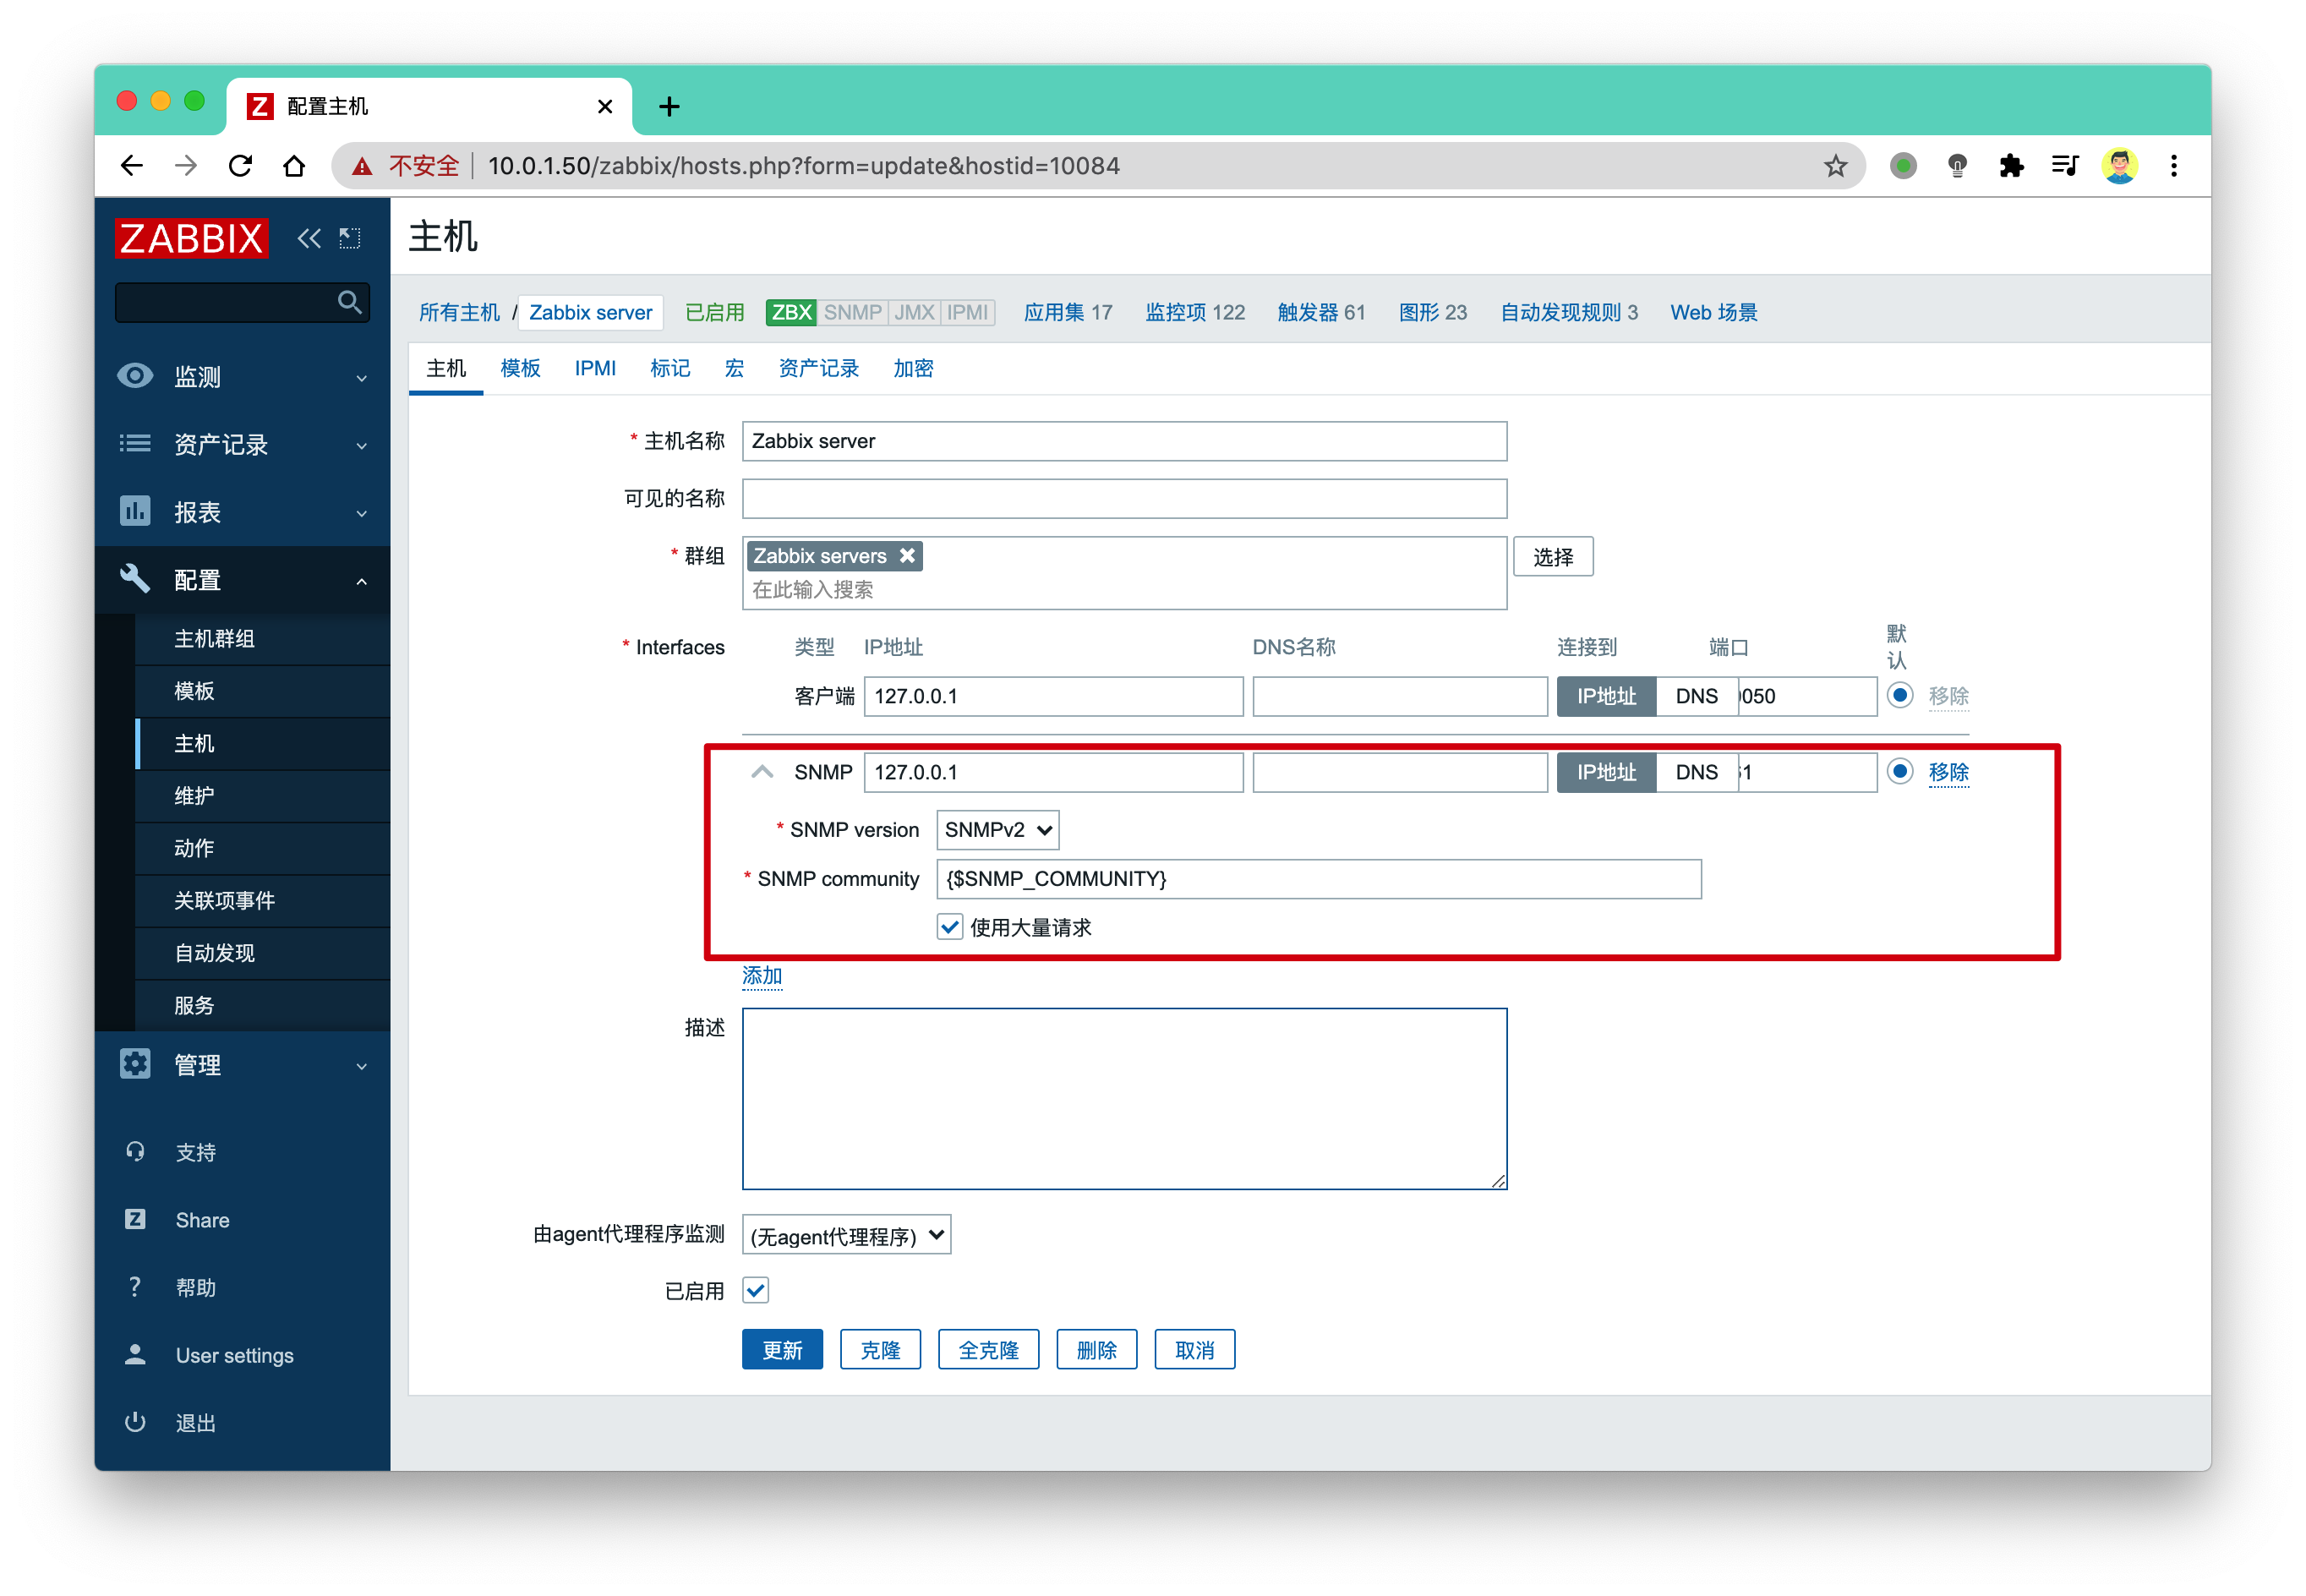 配置主机
不安全 10.0.1.50/zabbix/hosts.php?form=update&hostid=10084
ZABBIX
监测
资产记录
报表
配置
主机群组
模板
主机
维护
动作
关联项事件
自动发现
服务
管理
支持
Share
帮助
User settings
退出
主机
所有主机 / Zabbix server 已启用 ZBX SNMP JMX IPMI 应用集 17 监控项 122 触发器 61 图形 23 自动发现规则 3 Web 场景
主机 模板 IPMI 标记 宏 资产记录 加密
* 主机名称 Zabbix server
可见的名称
* 群组 Zabbix servers 选择
在此输入搜索
* Interfaces 类型 IP地址 DNS名称 连接到 端口 默认
客户端 127.0.0.1 IP地址 DNS 050 移除
SNMP 127.0.0.1 IP地址 DNS 1 移除
* SNMP version SNMPv2
* SNMP community {$SNMP_COMMUNITY}
使用大量请求
添加
描述
由agent代理程序监测 (无agent代理程序)
已启用
更新 克隆 全克隆 删除 取消